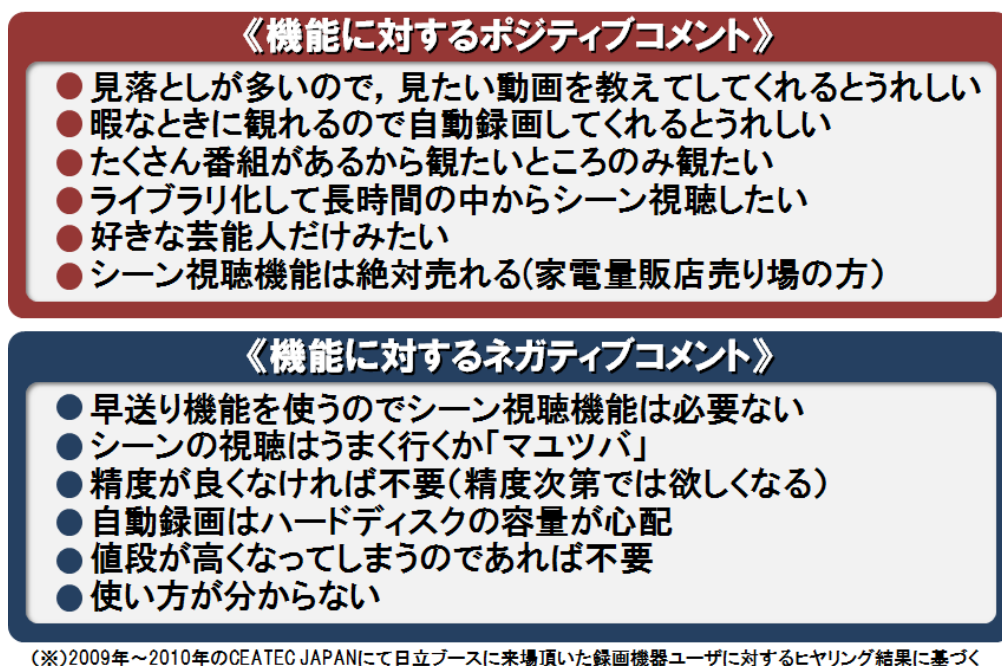 《機能に対するポジティブコメント》
● 見落としが多いので，見たい動画を教えてしてくれるとうれしい
● 暇なときに観れるので自動録画してくれるとうれしい
● たくさん番組があるから観たいところのみ観たい
● ライブラリ化して長時間の中からシーン視聴したい
● 好きな芸能人だけみたい
● シーン視聴機能は絶対売れる(家電量販店売り場の方）
《機能に対するネガティブコメント》
● 早送り機能を使うのでシーン視聴機能は必要ない
● シーンの視聴はうまく行くか「マユツバ」
● 精度が良くなければ不要（精度次第では欲しくなる）
● 自動録画はハードディスクの容量が心配
● 値段が高くなってしまうのであれば不要
● 使い方が分からない
（※）2009年～2010年のCEATEC JAPANにて日立ブースに来場頂いた録画機器ユーザに対するヒヤリング結果に基づく